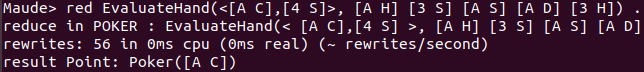 Maude> red EvaluateHand(<[A C],[4 S]>, [A H] [3 S] [A S] [A D] [3 H]) .
reduce in POKER : EvaluateHand(< [A C],[4 S] >, [A H] [3 S] [A S] [A D]
rewrites: 56 in 0ms cpu (0ms real) (~ rewrites/second)
result Point: Poker([A C])